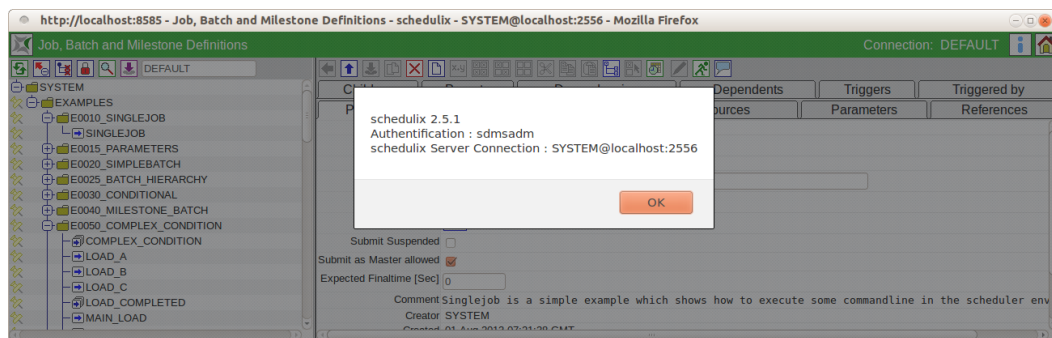 http://localhost:8585 - Job, Batch and Milestone Definitions - schedulix - SYSTEM@localhost:2556 - Mozilla Firefox
Job, Batch and Milestone Definitions
Connection: DEFAULT
DEFAULT
SYSTEM
EXAMPLES
E0010_SINGLEJOB
SINGLEJOB
E0015_PARAMETERS
E0020_SIMPLEBATCH
E0025_BATCH_HIERARCHY
E0030_CONDITIONAL
E0040_MILESTONE_BATCH
E0050_COMPLEX_CONDITION
COMPLEX_CONDITION
LOAD_A
LOAD_B
LOAD_C
LOAD_COMPLETED
MAIN_LOAD
Dependents
Triggers
Triggered by
Parameters
References
schedulix 2.5.1
Authentification : sdmsadm
schedulix Server Connection : SYSTEM@localhost:2556
OK
Submit Suspended
Submit as Master allowed
Expected Finaltime [Sec] 0
Comment Singlejob is a simple example which shows how to execute some commandline in the scheduler env
Creator SYSTEM